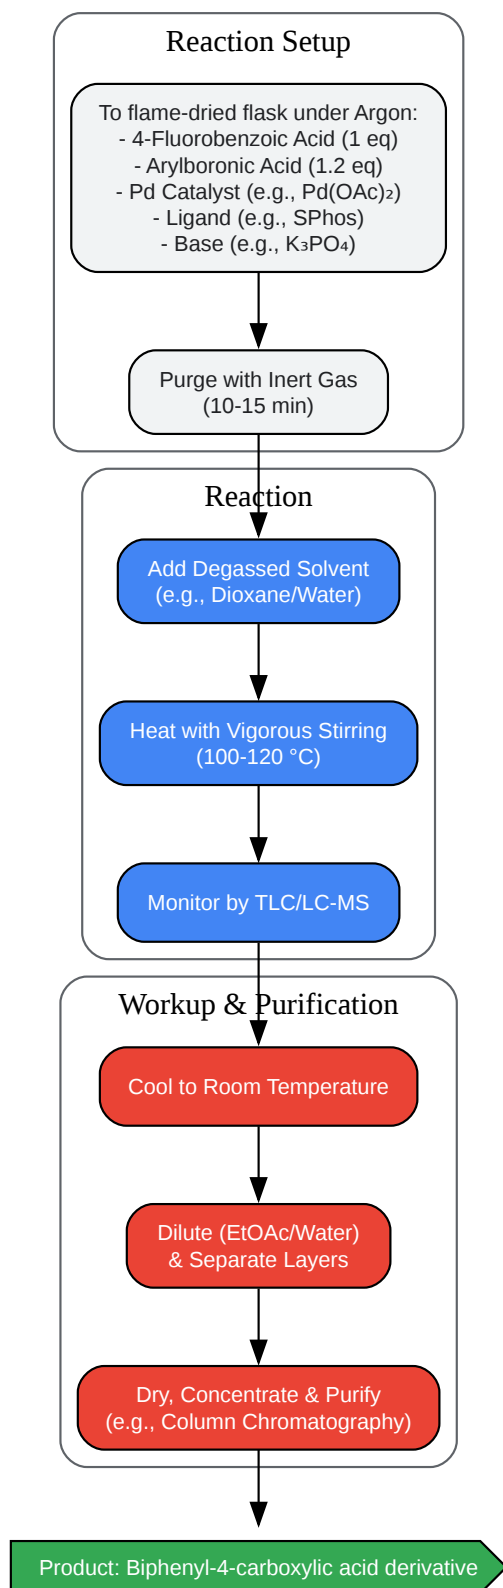 Reaction Setup
To flame-dried flask under Argon:
- 4-Fluorobenzoic Acid (1 eq)
- Arylboronic Acid (1.2 eq)
- Pd Catalyst (e.g., Pd(OAc)₂)
- Ligand (e.g., SPhos)
- Base (e.g., K₃PO₄)
Purge with Inert Gas
(10-15 min)
Reaction
Add Degassed Solvent
(e.g., Dioxane/Water)
Heat with Vigorous Stirring
(100-120 °C)
Monitor by TLC/LC-MS
Workup & Purification
Cool to Room Temperature
Dilute (EtOAc/Water)
& Separate Layers
Dry, Concentrate & Purify
(e.g., Column Chromatography)
Product: Biphenyl-4-carboxylic acid derivative